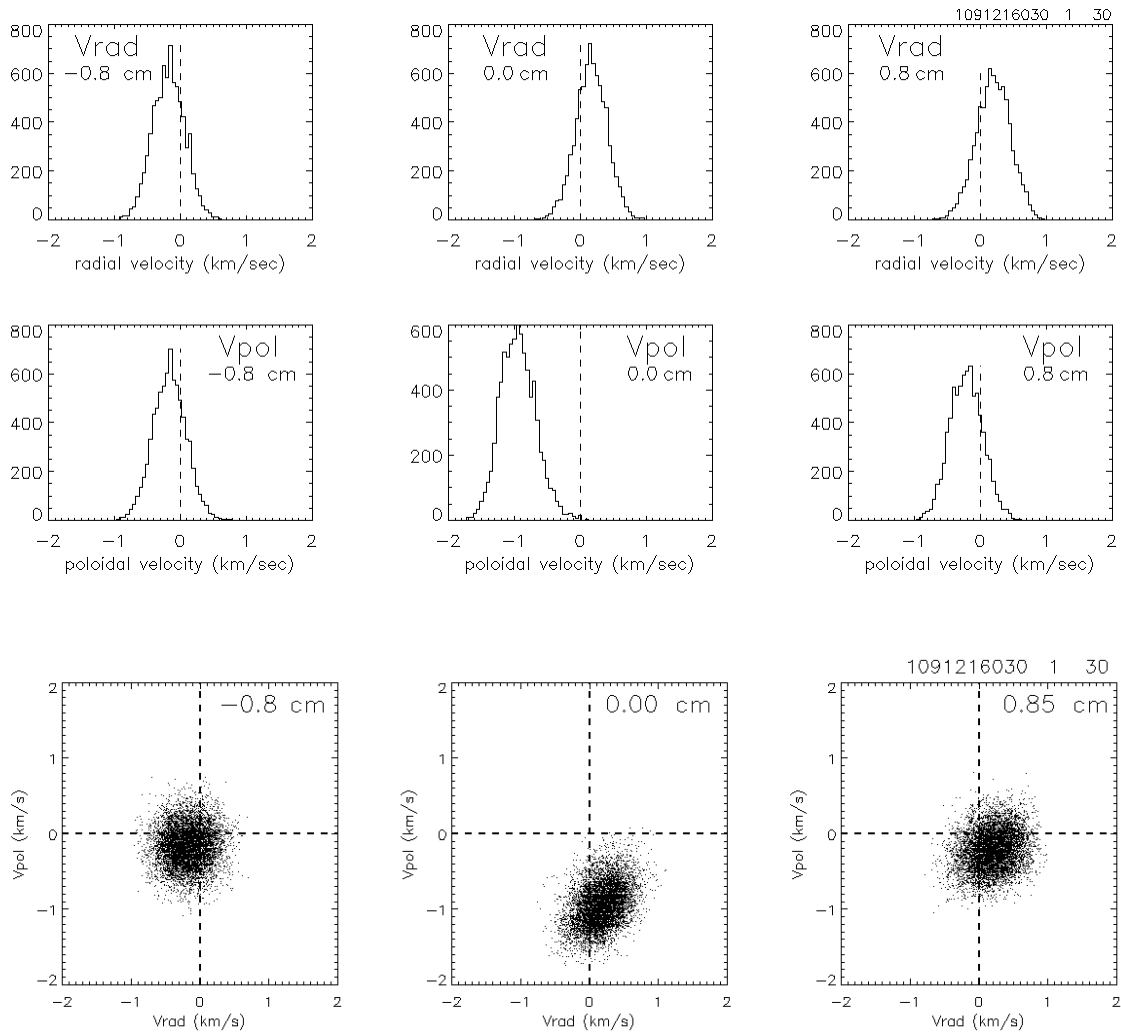 1091216030 1 30
800
600
400
200
0
Vrad
−0.8 cm
−2 −1 0 1 2
radial velocity (km/sec)
800
600
400
200
0
Vrad
0.0 cm
−2 −1 0 1 2
radial velocity (km/sec)
800
600
400
200
0
Vrad
0.8 cm
−2 −1 0 1 2
radial velocity (km/sec)
800
600
400
200
0
Vpol
−0.8 cm
−2 −1 0 1 2
poloidal velocity (km/sec)
600
400
200
0
Vpol
0.0 cm
−2 −1 0 1 2
poloidal velocity (km/sec)
800
600
400
200
0
Vpol
0.8 cm
−2 −1 0 1 2
poloidal velocity (km/sec)
1091216030 1 30
2
1
0
−1
−2
Vpol (km/s)
−0.8 cm
−2 −1 0 1 2
Vrad (km/s)
2
1
0
−1
−2
Vpol (km/s)
0.00 cm
−2 −1 0 1 2
Vrad (km/s)
2
1
0
−1
−2
Vpol (km/s)
0.85 cm
−2 −1 0 1 2
Vrad (km/s)